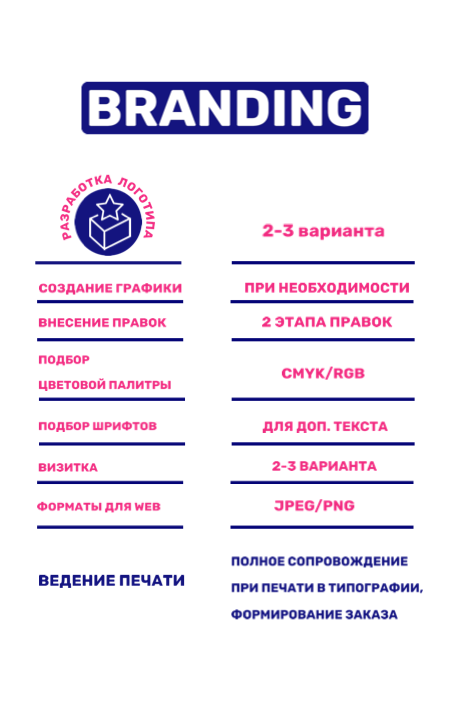 BRANDING
РАЗРАБОТКА ЛОГОТИПА
2-3 варианта
СОЗДАНИЕ ГРАФИКИ
ПРИ НЕОБХОДИМОСТИ
ВНЕСЕНИЕ ПРАВОК
2 ЭТАПА ПРАВОК
ПОДБОР
ЦВЕТОВОЙ ПАЛИТРЫ
CMYK/RGB
ПОДБОР ШРИФТОВ
ДЛЯ ДОП. ТЕКСТА
ВИЗИТКА
2-3 ВАРИАНТА
ФОРМАТЫ ДЛЯ WEB
JPEG/PNG
ВЕДЕНИЕ ПЕЧАТИ
ПОЛНОЕ СОПРОВОЖДЕНИЕ
ПРИ ПЕЧАТИ В ТИПОГРАФИИ,
ФОРМИРОВАНИЕ ЗАКАЗА